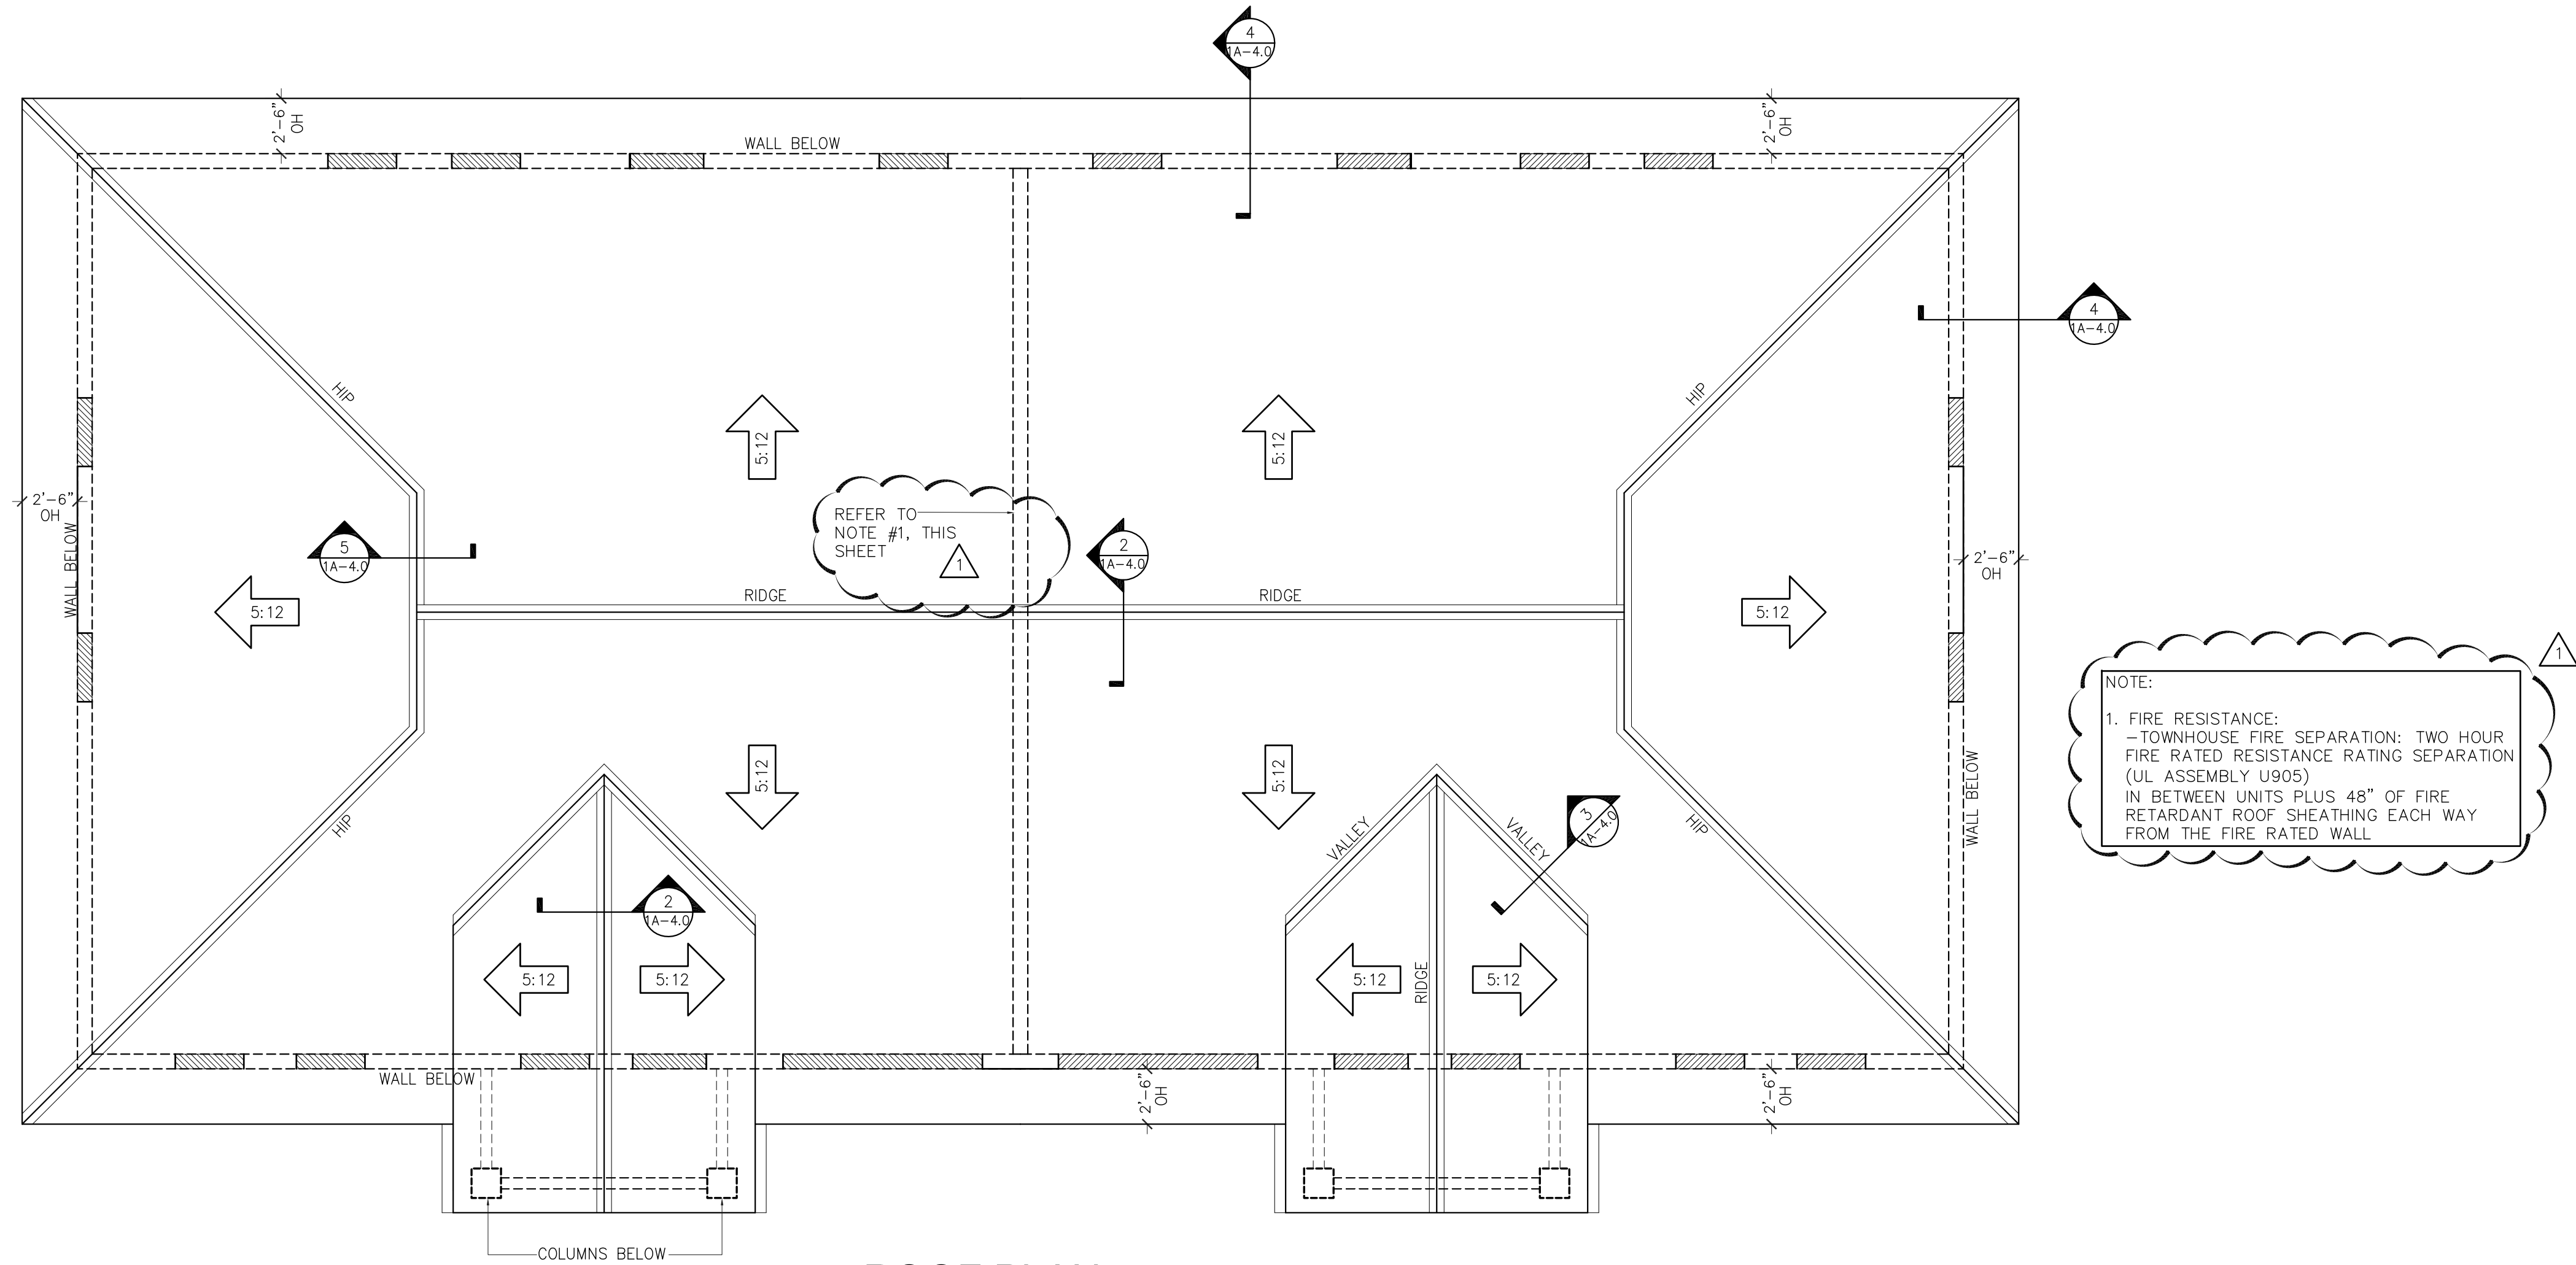 4
1A-4.0
2'-6"
OH
2'-6"
OH
WALL BELOW
4
1A-4.0
HIP
HIP
5:12
5:12
2'-6"
OH
WALL BELOW
REFER TO
NOTE #1, THIS
SHEET
1
5
1A-4.0
2
1A-4.0
2'-6"
OH
RIDGE
RIDGE
5:12
5:12
1
NOTE:
1. FIRE RESISTANCE:
-TOWNHOUSE FIRE SEPARATION: TWO HOUR
FIRE RATED RESISTANCE RATING SEPARATION
(UL ASSEMBLY U905)
IN BETWEEN UNITS PLUS 48" OF FIRE
RETARDANT ROOF SHEATHING EACH WAY
FROM THE FIRE RATED WALL
5:12
5:12
HIP
VALLEY
VALLEY
3
1A-4.0
HIP
WALL BELOW
2
1A-4.0
5:12
5:12
5:12
RIDGE
5:12
WALL BELOW
2'-6"
OH
2'-6"
OH
COLUMNS BELOW